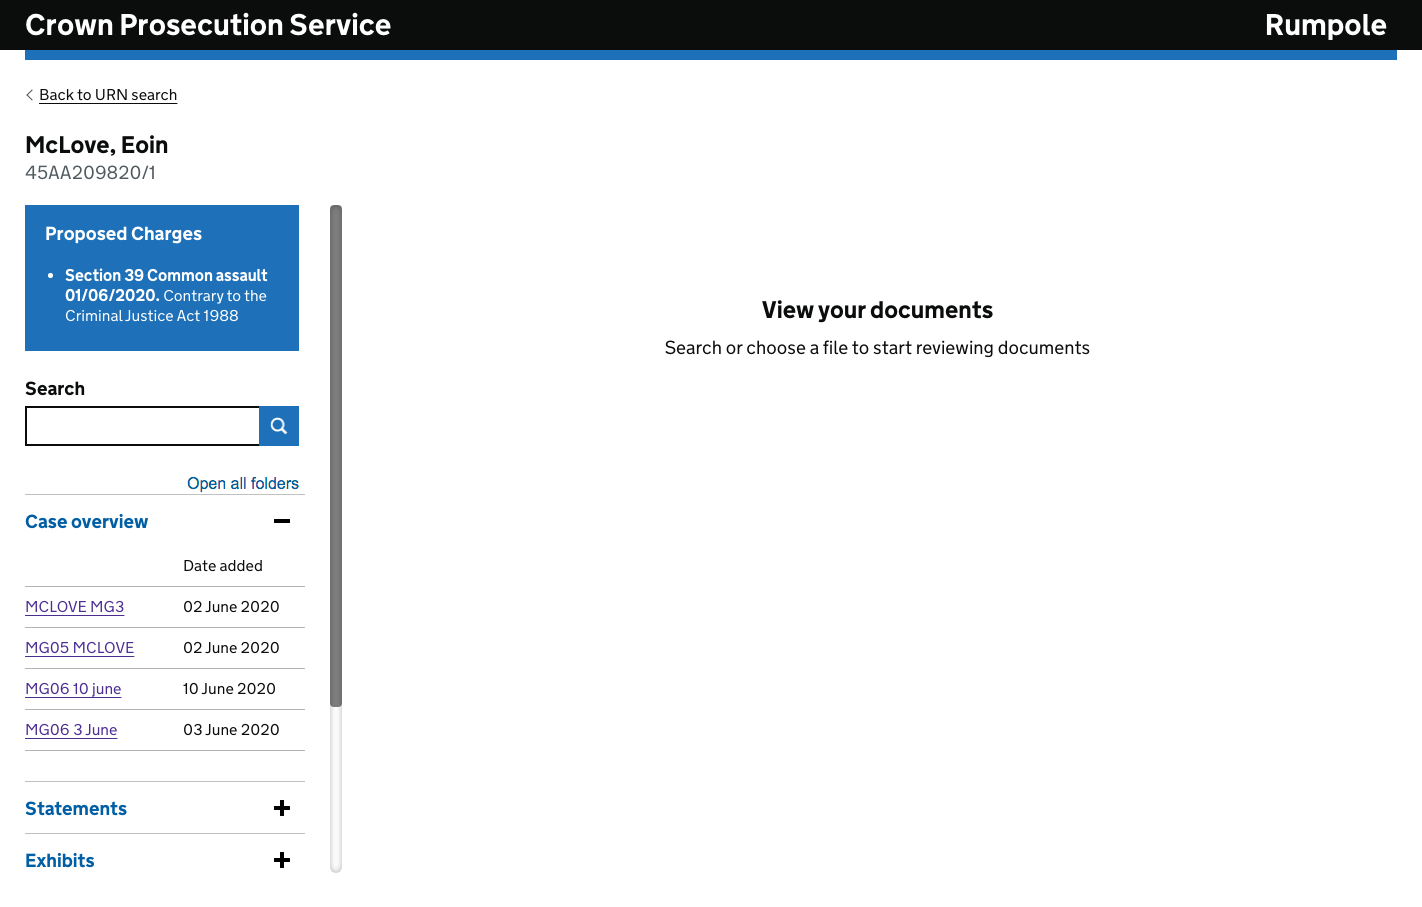 Crown Prosecution Service
Rumpole
Back to URN search
McLove, Eoin
45AA209820/1
Proposed Charges
• Section 39 Common assault
01/06/2020. Contrary to the
Criminal Justice Act 1988
View your documents
Search or choose a file to start reviewing documents
Search
Open all folders
Case overview
Date added
MCLOVE MG3 02 June 2020
MG05 MCLOVE 02 June 2020
MG06 10 june 10 June 2020
MG06 3 June 03 June 2020
Statements
Exhibits